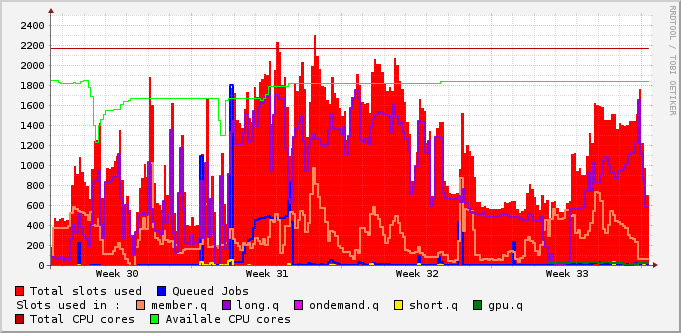 RRDTOOL / TOBI OETIKER
2400
2200
2000
1800
1600
1400
1200
1000
800
600
400
200
0
Week 30 Week 31 Week 32 Week 33
Total slots used Queued Jobs
Slots used in : member.q long.q ondemand.q short.q gpu.q
Total CPU cores Availale CPU cores